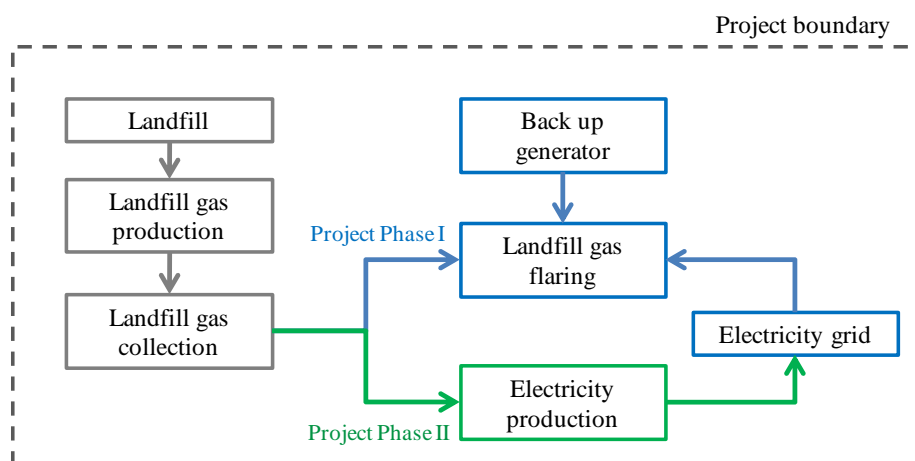 Project boundary
Landfill
Back up
generator
Landfill gas
production
Project Phase I
Landfill gas
flaring
Landfill gas
collection
Electricity grid
Electricity
production
Project Phase II